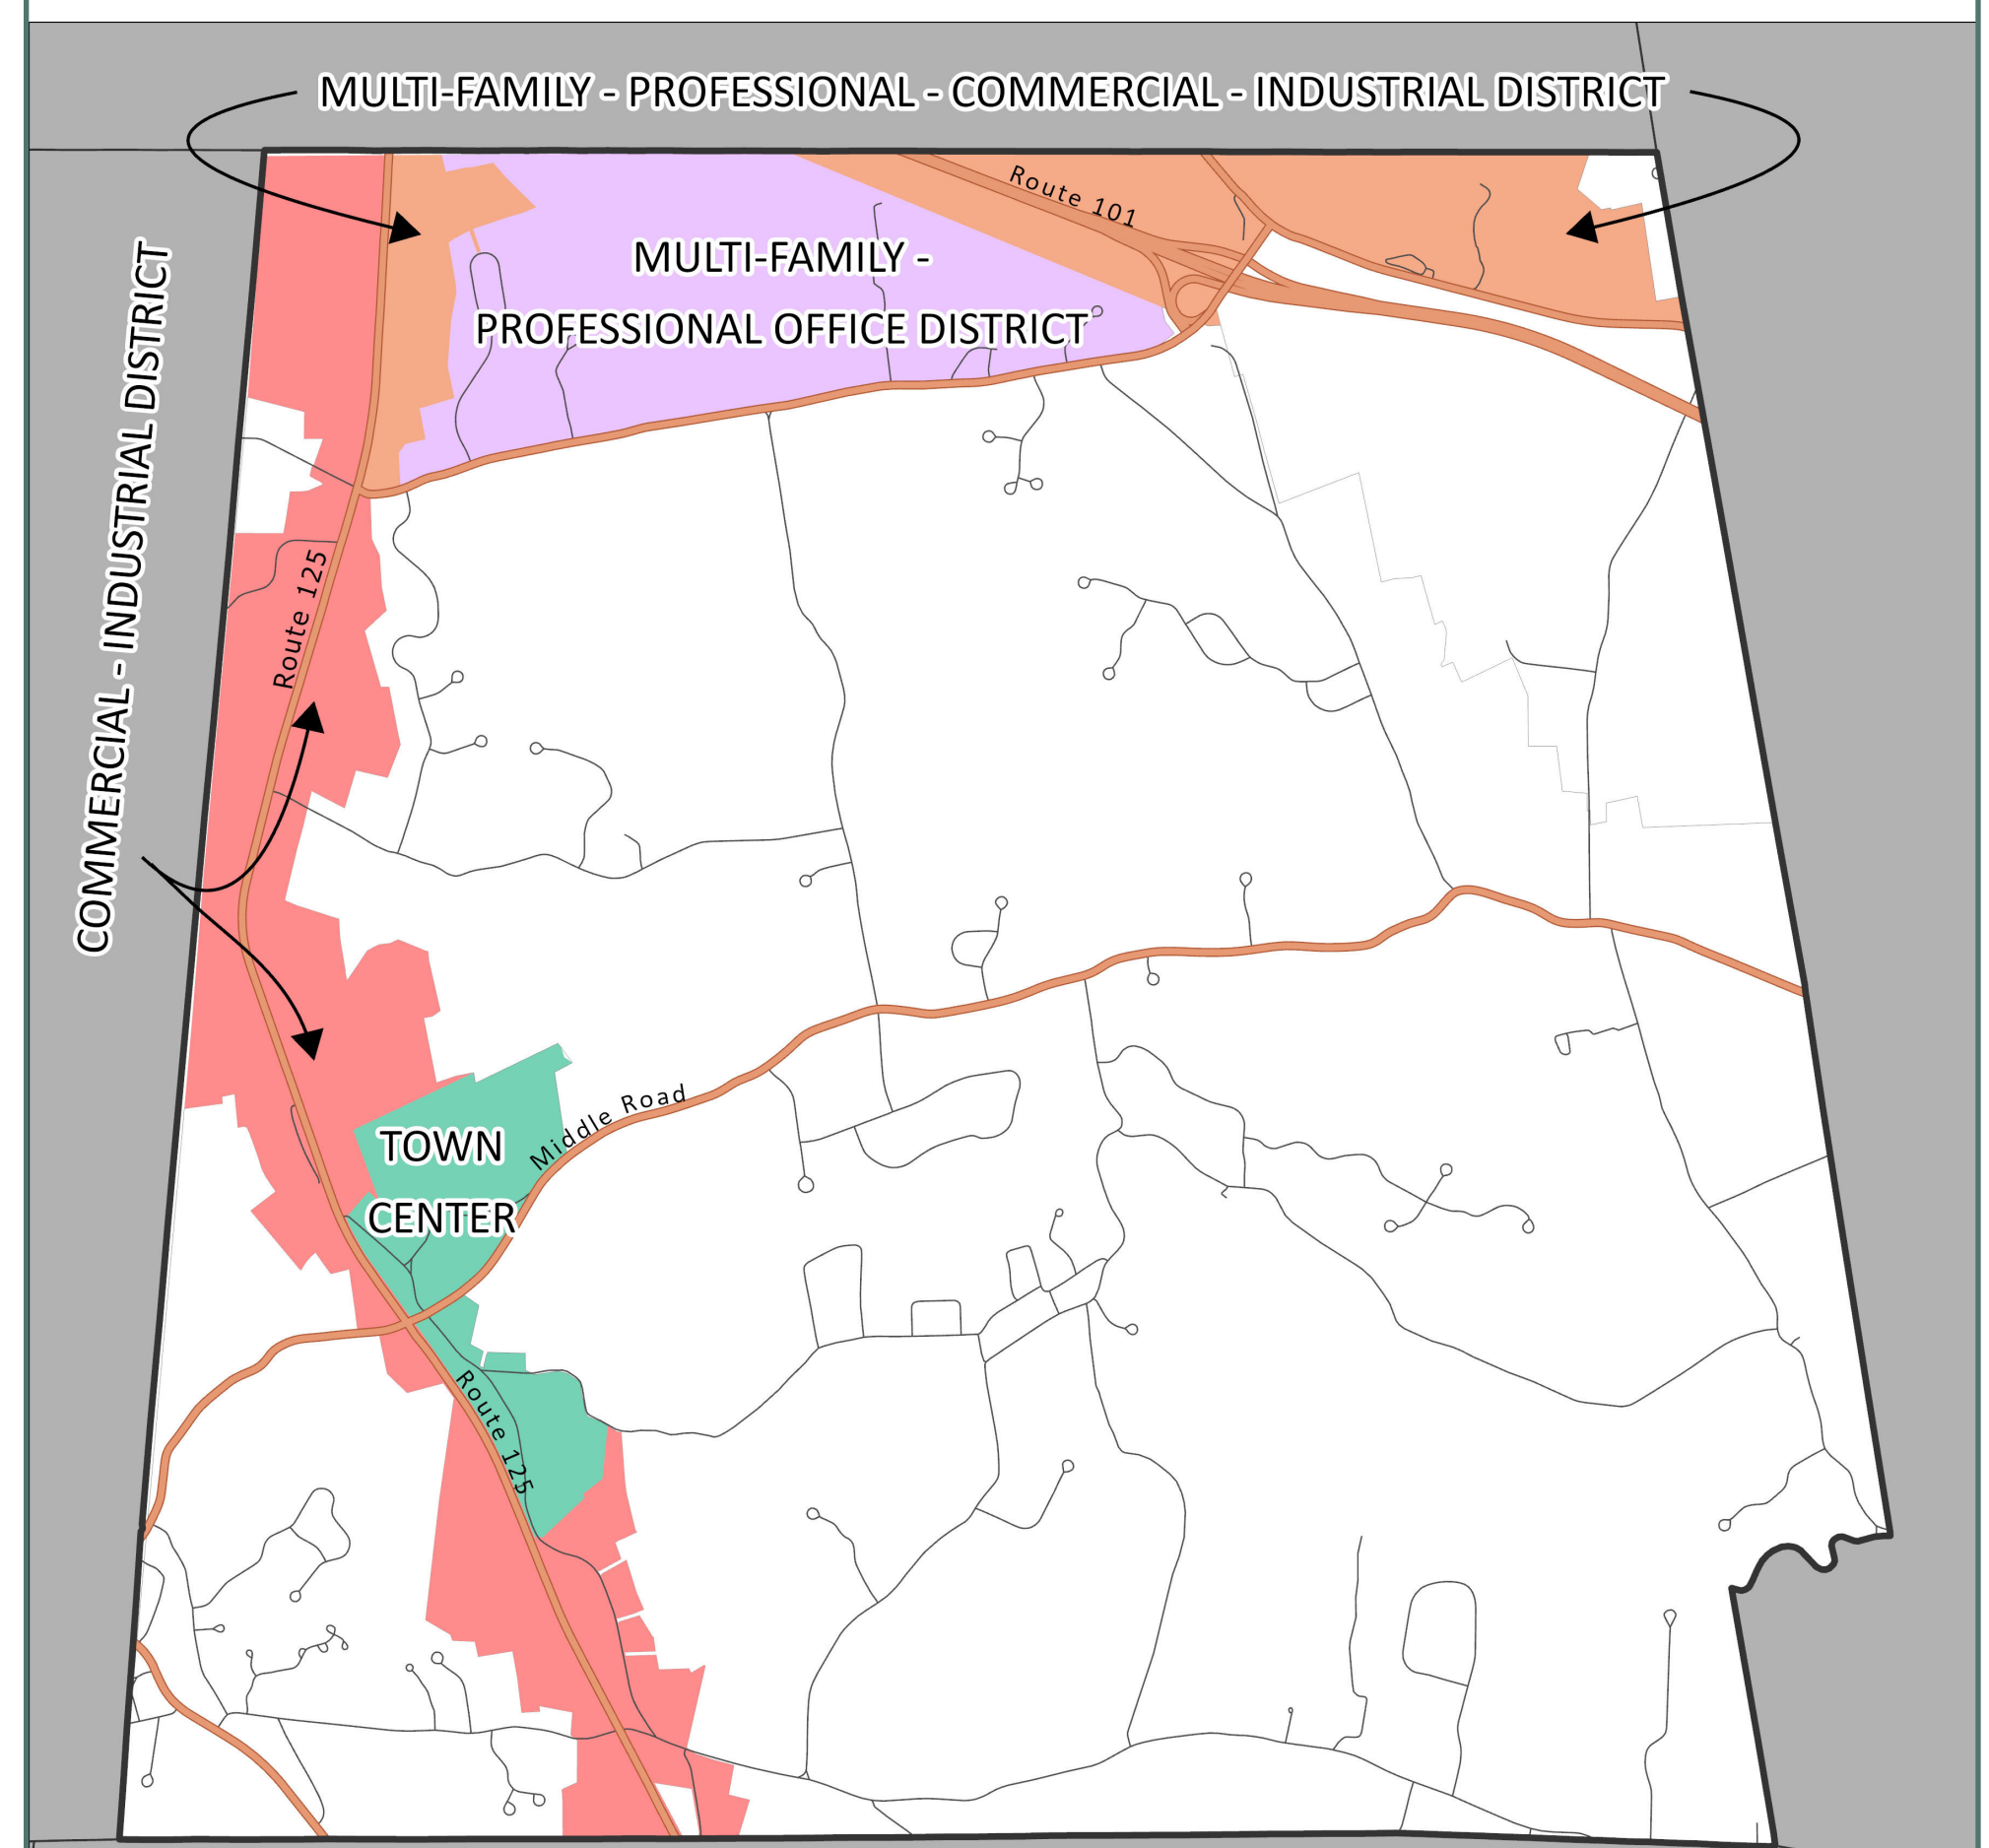 MULTI-FAMILY - PROFESSIONAL - COMMERCIAL - INDUSTRIAL DISTRICT
Route 101
MULTI-FAMILY -
PROFESSIONAL OFFICE DISTRICT
COMMERCIAL - INDUSTRIAL DISTRICT
Route 125
Middle Road
TOWN
CENTER
Route 125